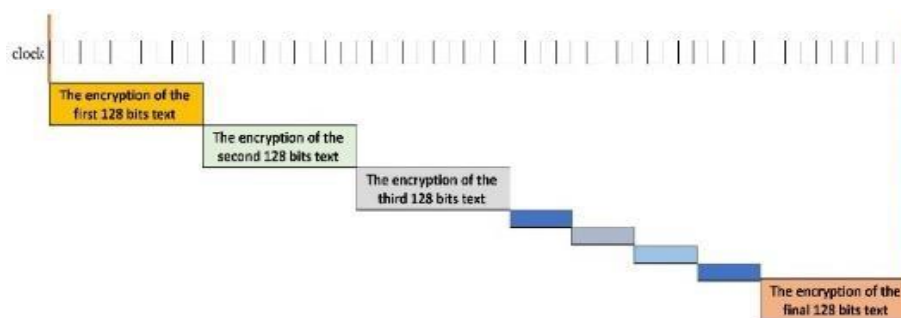 clock
The encryption of the
first 128 bits text
The encryption of the
second 128 bits text
The encryption of the
third 128 bits text
The encryption of the
final 128 bits text